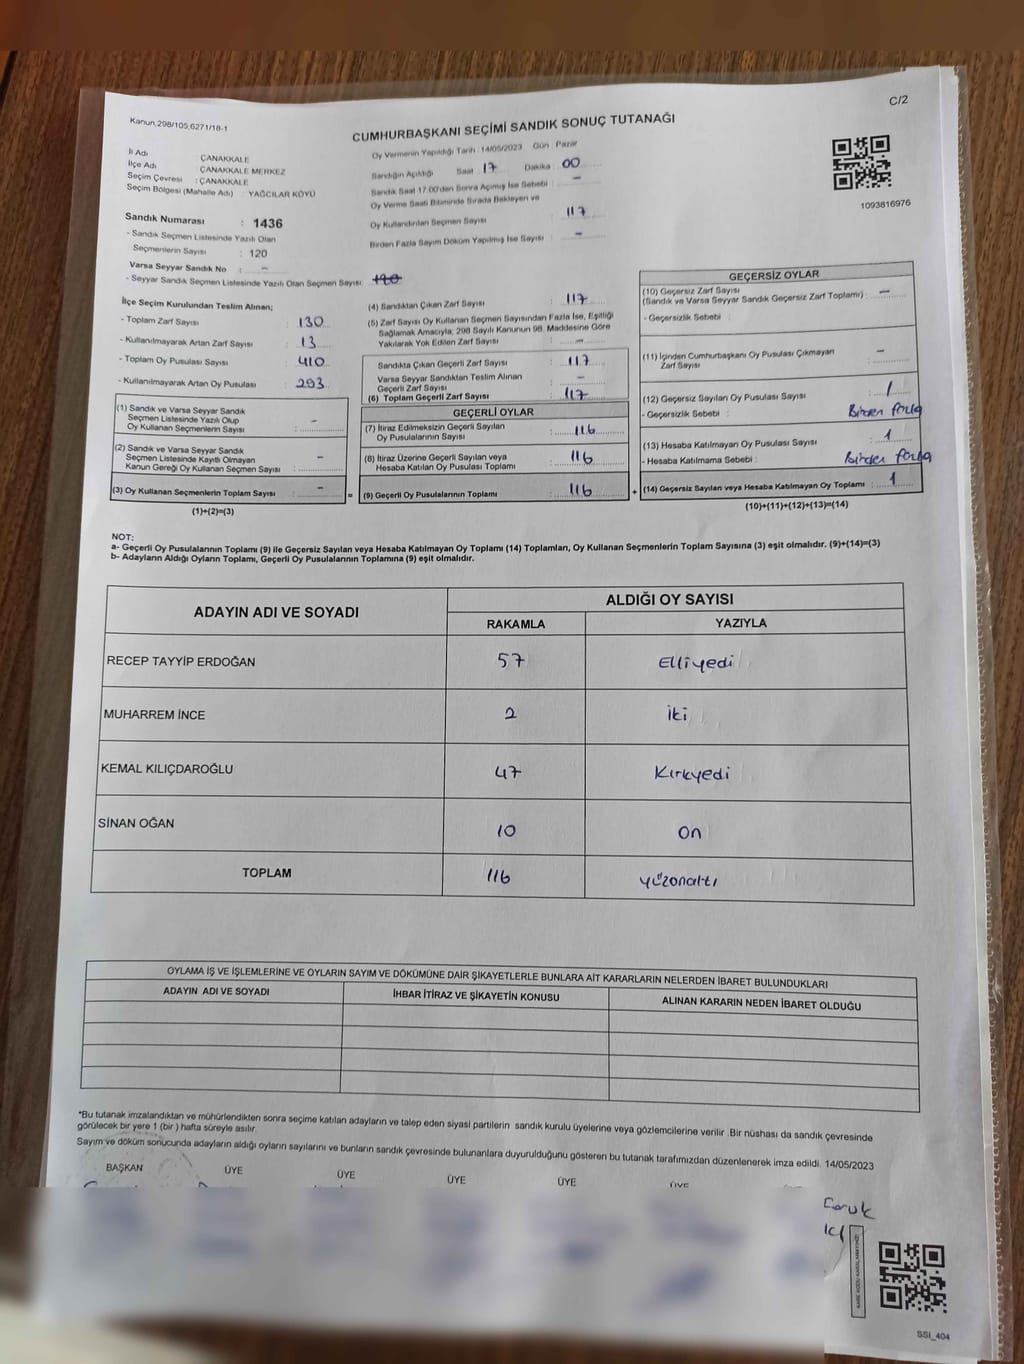 C/2
Kanun,298/105,6271/18-1
CUMHURBAŞKANI SEÇİMİ SANDIK SONUÇ TUTANAĞI
İl Adı ÇANAKKALE
İlçe Adı ÇANAKKALE MERKEZ
Seçim Çevresi : ÇANAKKALE
Seçim Bölgesi (Mahalle Adı) : YAĞCILAR KÖYÜ
Oy Vermenin Yapıldığı Tarih : 14/05/2023 Gün : Pazar
Sandığın Açıldığı Saat : 17 Dakika : 00
Sandık Saat 17:00'den Sonra Açılmış İse Sebebi : -
Oy Verme Saati Bitiminde Sırada Bekleyen ve
Oy Kullandırılan Seçmen Sayısı : 117
Birden Fazla Sayım Döküm Yapılmış İse Sayısı : -
1093816976
Sandık Numarası : 1436
- Sandık Seçmen Listesinde Yazılı Olan
Seçmenlerin Sayısı : 120
Varsa Seyyar Sandık No : -
- Seyyar Sandık Seçmen Listesinde Yazılı Olan Seçmen Sayısı: 120
İlçe Seçim Kurulundan Teslim Alınan;
- Toplam Zarf Sayısı : 130
- Kullanılmayarak Artan Zarf Sayısı : 13
- Toplam Oy Pusulası Sayısı : 410
- Kullanılmayarak Artan Oy Pusulası : 293
(1) Sandık ve Varsa Seyyar Sandık
Seçmen Listesinde Yazılı Olup
Oy Kullanan Seçmenlerin Sayısı : -
(2) Sandık ve Varsa Seyyar Sandık
Seçmen Listesinde Kayıtlı Olmayan
Kanun Gereği Oy Kullanan Seçmen Sayısı : -
(3) Oy Kullanan Seçmenlerin Toplam Sayısı : -
(1)+(2)=(3)
(4) Sandıktan Çıkan Zarf Sayısı : 117
(5) Zarf Sayısı Oy Kullanan Seçmen Sayısından Fazla İse, Eşitliği
Sağlamak Amacıyla; 298 Sayılı Kanunun 98. Maddesine Göre
Yakılarak Yok Edilen Zarf Sayısı : -
Sandıkta Çıkan Geçerli Zarf Sayısı : 117
Varsa Seyyar Sandıktan Teslim Alınan
Geçerli Zarf Sayısı : -
(6) Toplam Geçerli Zarf Sayısı : 117
GEÇERLİ OYLAR
(7) İtiraz Edilmeksizin Geçerli Sayılan
Oy Pusulalarının Sayısı : 116
(8) İtiraz Üzerine Geçerli Sayılan veya
Hesaba Katılan Oy Pusulası Toplamı : 116
= (9) Geçerli Oy Pusulalarının Toplamı : 116 +
GEÇERSİZ OYLAR
(10) Geçersiz Zarf Sayısı : -
(Sandık ve Varsa Seyyar Sandık Geçersiz Zarf Toplamı)
- Geçersizlik Sebebi :
(11) İçinden Cumhurbaşkanı Oy Pusulası Çıkmayan
Zarf Sayısı : -
(12) Geçersiz Sayılan Oy Pusulası Sayısı : 1
- Geçersizlik Sebebi : Birden fazla
(13) Hesaba Katılmayan Oy Pusulası Sayısı : 1
- Hesaba Katılmama Sebebi : Birden fazla
(14) Geçersiz Sayılan veya Hesaba Katılmayan Oy Toplamı : 1
(10)+(11)+(12)+(13)=(14)
NOT:
a- Geçerli Oy Pusulalarının Toplamı (9) ile Geçersiz Sayılan veya Hesaba Katılmayan Oy Toplamı (14) Toplamları, Oy Kullanan Seçmenlerin Toplam Sayısına (3) eşit olmalıdır. (9)+(14)=(3)
b- Adayların Aldığı Oyların Toplamı, Geçerli Oy Pusulalarının Toplamına (9) eşit olmalıdır.
ADAYIN ADI VE SOYADI
ALDIĞI OY SAYISI
RAKAMLA YAZIYLA
RECEP TAYYİP ERDOĞAN 57 Elliyedi
MUHARREM İNCE 2 İki
KEMAL KILIÇDAROĞLU 47 Kırkyedi
SİNAN OĞAN 10 On
TOPLAM 116 yüzonaltı
OYLAMA İŞ VE İŞLEMLERİNE VE OYLARIN SAYIM VE DÖKÜMÜNE DAİR ŞİKAYETLERLE BUNLARA AİT KARARLARIN NELERDEN İBARET BULUNDUKLARI
ADAYIN ADI VE SOYADI İHBAR İTİRAZ VE ŞİKAYETİN KONUSU ALINAN KARARIN NEDEN İBARET OLDUĞU
*Bu tutanak imzalandıktan ve mühürlendikten sonra seçime katılan adayların ve talep eden siyasi partilerin sandık kurulu üyelerine veya gözlemcilerine verilir .Bir nüshası da sandık çevresinde
görülecek bir yere 1 (bir ) hafta süreyle asılır.
Sayım ve döküm sonucunda adayların aldığı oyların sayılarını ve bunların sandık çevresinde bulunanlara duyurulduğunu gösteren bu tutanak tarafımızdan düzenlenerek imza edildi. 14/05/2023
BAŞKAN ÜYE ÜYE ÜYE ÜYE ÜYE
SSI_404